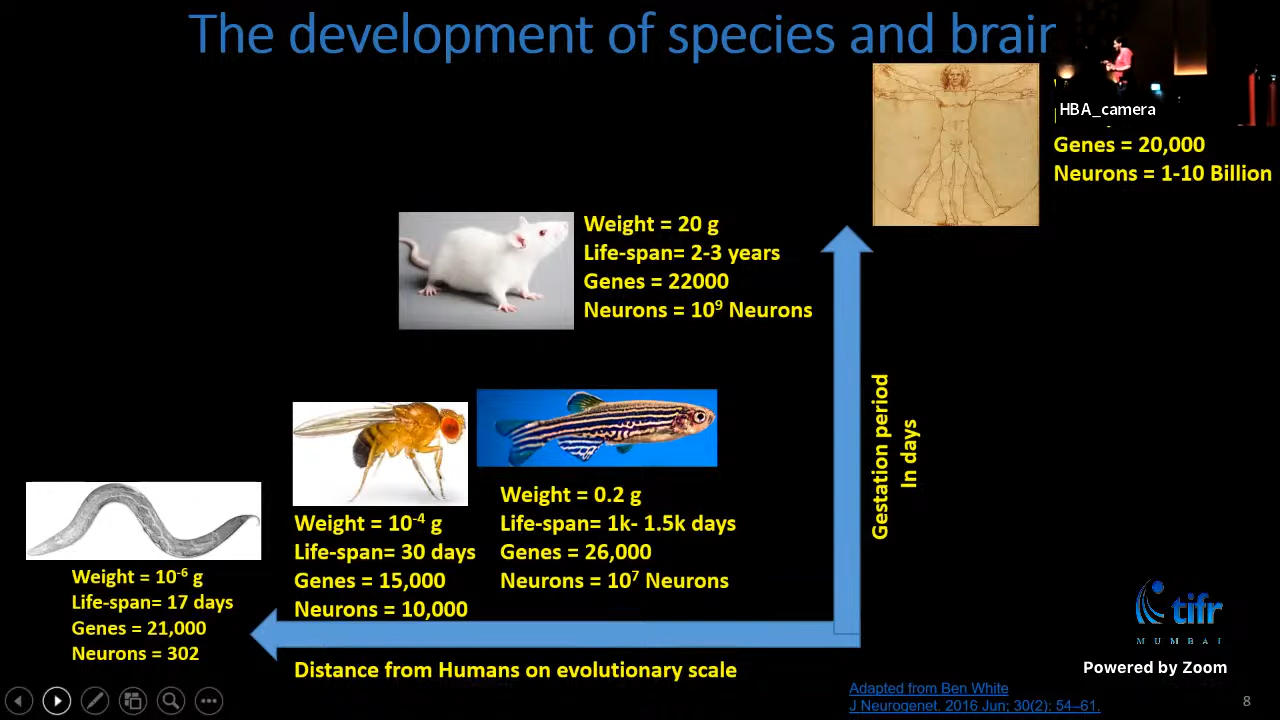 The development of species and brain
HBA_camera
Genes = 20,000
Neurons = 1-10 Billion
Weight = 20 g
Life-span= 2-3 years
Genes = 22000
Neurons = 10⁹ Neurons
Gestation period
In days
Weight = 10⁻⁴ g
Life-span= 30 days
Genes = 15,000
Neurons = 10,000
Weight = 0.2 g
Life-span= 1k- 1.5k days
Genes = 26,000
Neurons = 10⁷ Neurons
Weight = 10⁻⁶ g
Life-span= 17 days
Genes = 21,000
Neurons = 302
Distance from Humans on evolutionary scale
tifr
MUMBAI
Powered by Zoom
Adapted from Ben White
J Neurogenet. 2016 Jun; 30(2): 54–61.
8